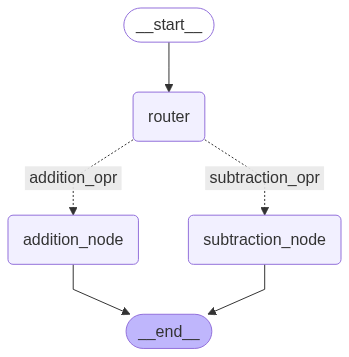 __start__
router
addition_opr
subtraction_opr
addition_node
subtraction_node
__end__